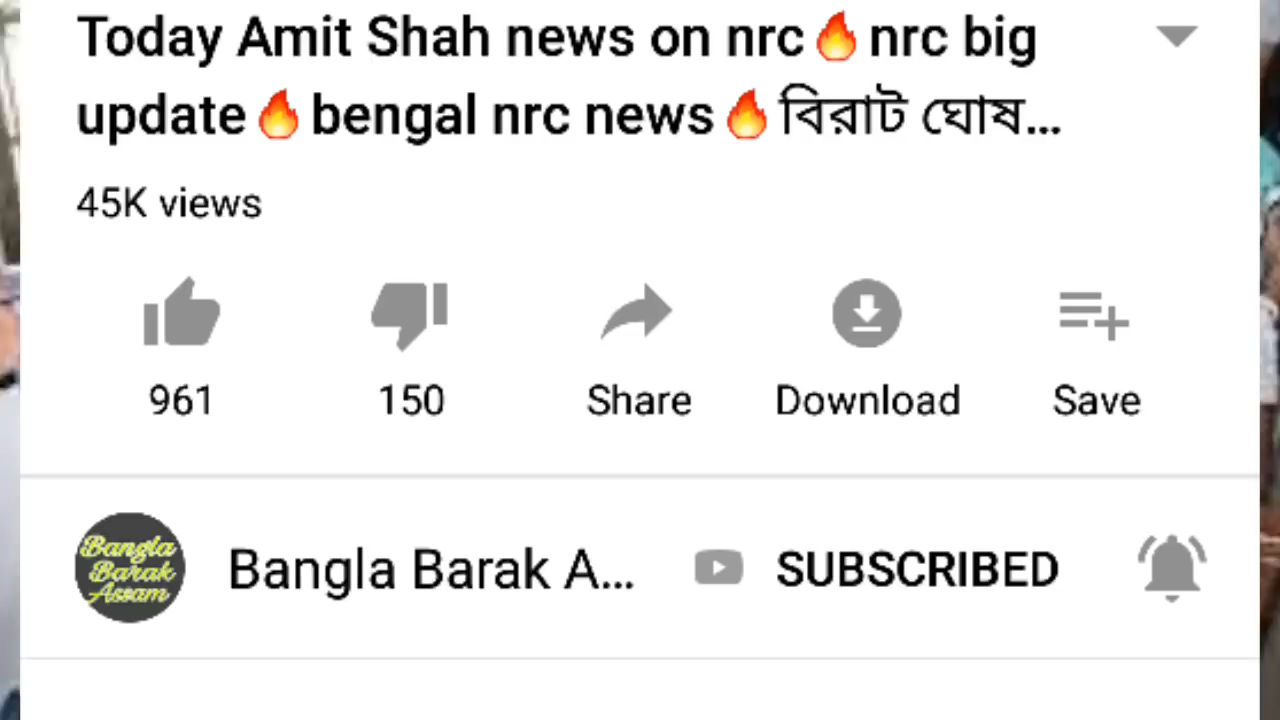 Today Amit Shah news on nrc🔥nrc big
update🔥bengal nrc news🔥বিরাট ঘোষ...
45K views
961
150
Share
Download
Save
Bangla
Barak
Assam
Bangla Barak A...
SUBSCRIBED